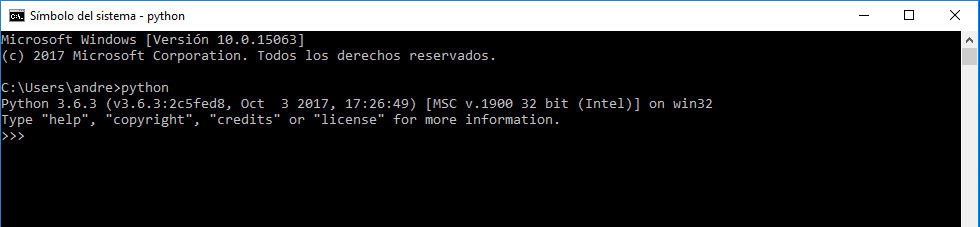 Símbolo del sistema - python
Microsoft Windows [Versión 10.0.15063]
(c) 2017 Microsoft Corporation. Todos los derechos reservados.
C:\Users\andre>python
Python 3.6.3 (v3.6.3:2c5fed8, Oct  3 2017, 17:26:49) [MSC v.1900 32 bit (Intel)] on win32
Type "help", "copyright", "credits" or "license" for more information.
>>>